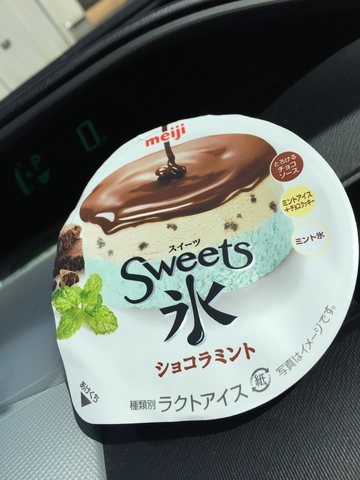 P
0
meiji
とろける
チョコ
ソース
ミントアイス
+チョコクッキー
ミント氷
スイーツ
Sweets
氷
ショコラミント
あけくち
種類別 ラクトアイス
紙
写真はイメージです。